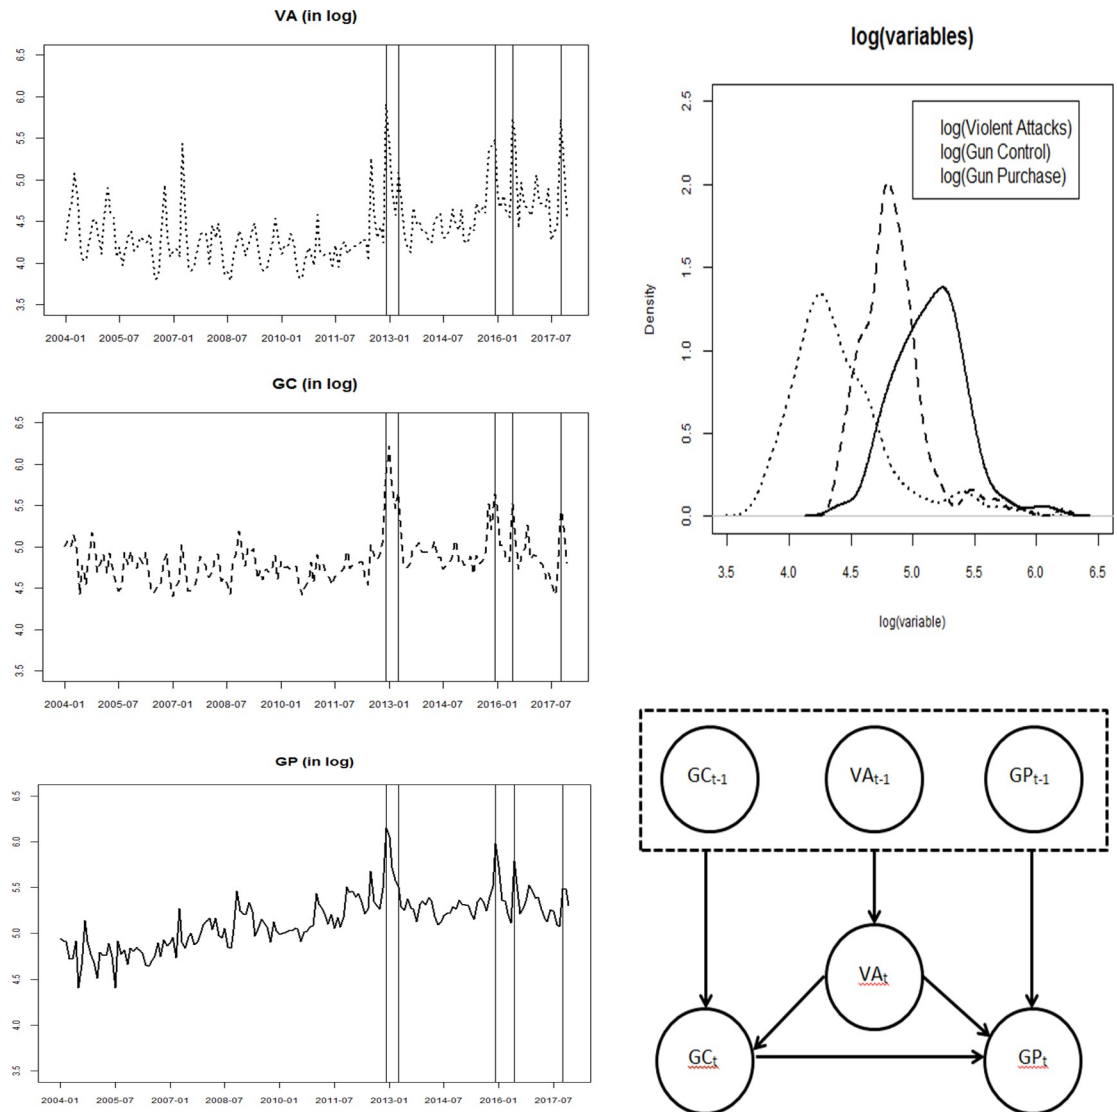 VA (in log)
6.5
6.0
5.5
5.0
4.5
4.0
3.5
2004-01 2005-07 2007-01 2008-07 2010-01 2011-07 2013-01 2014-07 2016-01 2017-07
GC (in log)
6.5
6.0
5.5
5.0
4.5
4.0
3.5
2004-01 2005-07 2007-01 2008-07 2010-01 2011-07 2013-01 2014-07 2016-01 2017-07
GP (in log)
6.5
6.0
5.5
5.0
4.5
4.0
3.5
2004-01 2005-07 2007-01 2008-07 2010-01 2011-07 2013-01 2014-07 2016-01 2017-07
log(variables)
log(Violent Attacks)
log(Gun Control)
log(Gun Purchase)
Density
2.5
2.0
1.5
1.0
0.5
0.0
3.5 4.0 4.5 5.0 5.5 6.0 6.5
log(variable)
GCt-1 VAt-1 GPt-1
VAt
GCt GPt